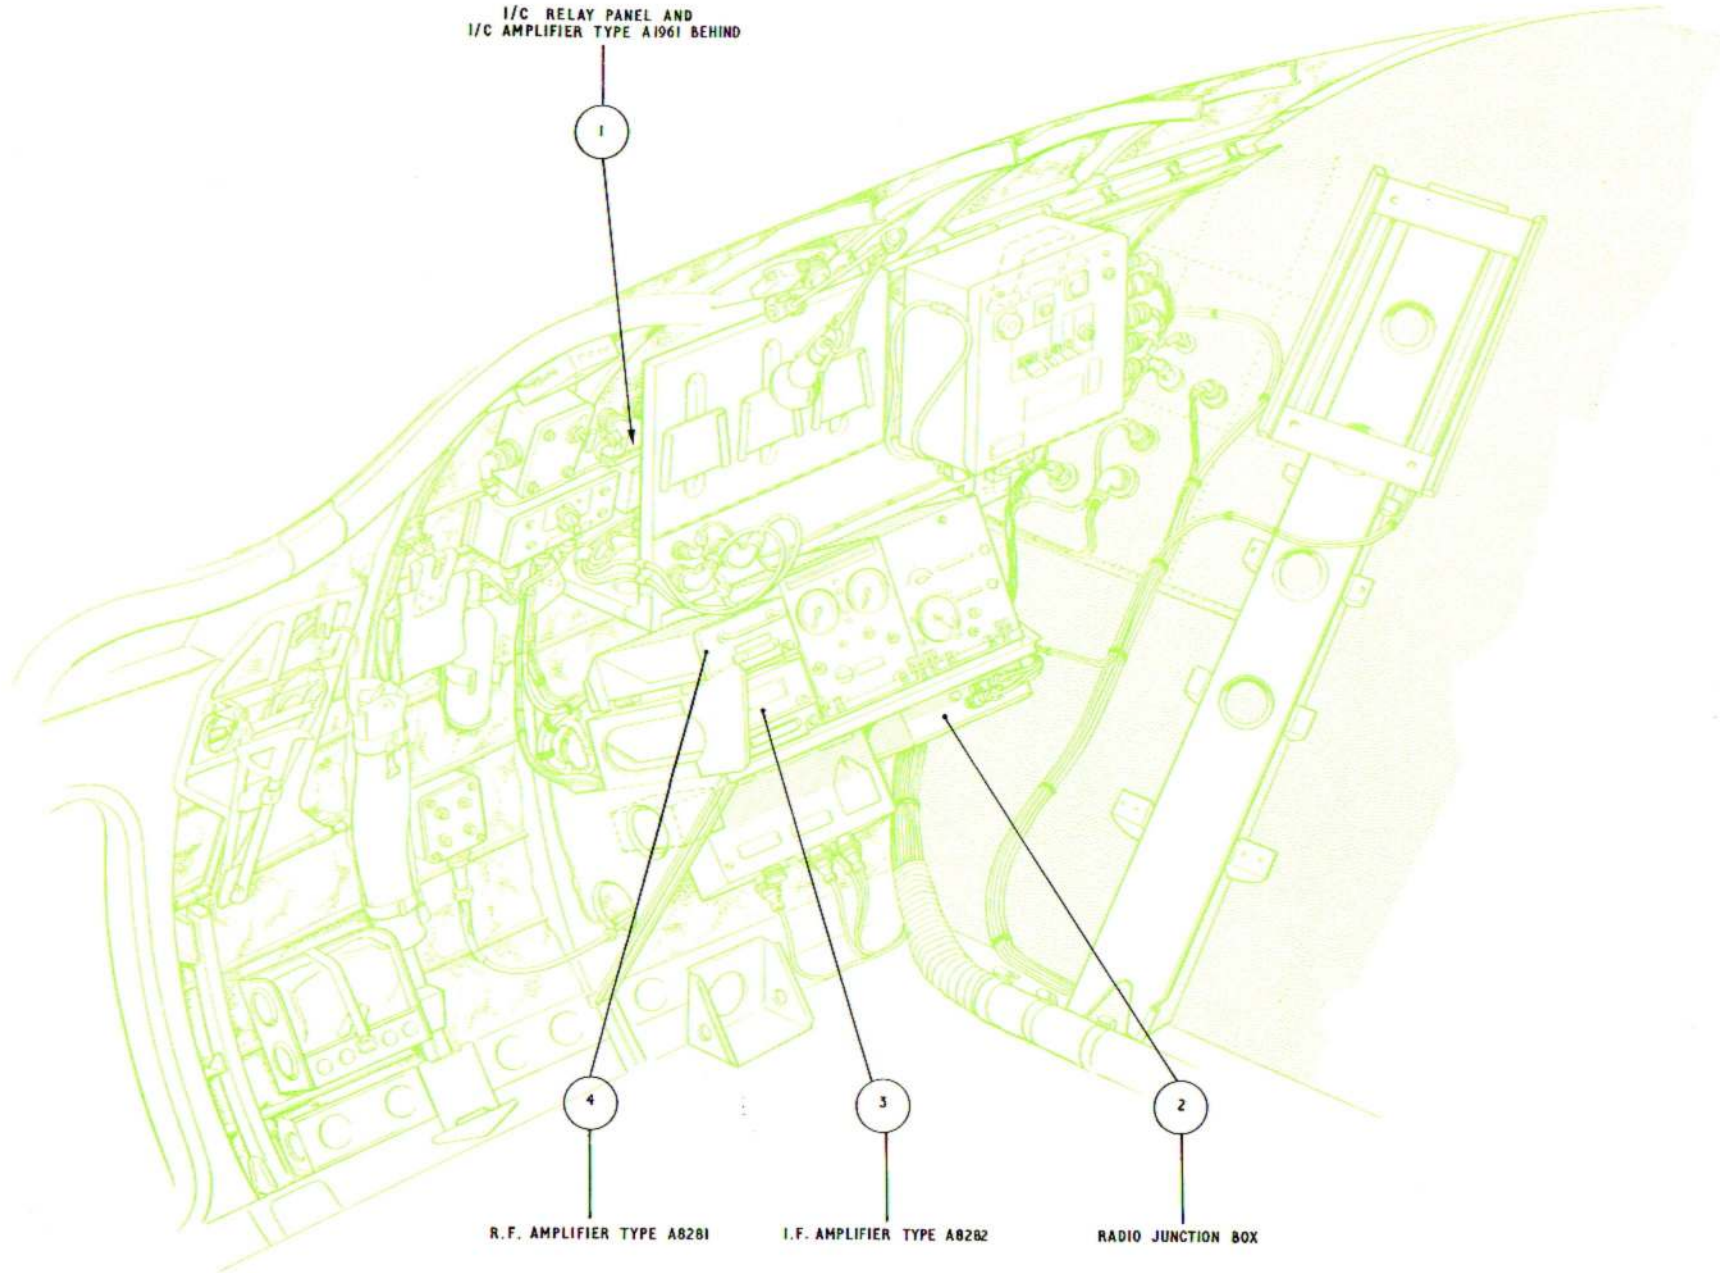 I/C RELAY PANEL AND
I/C AMPLIFIER TYPE A1961 BEHIND
1
4
3
2
R.F. AMPLIFIER TYPE A8281
I.F. AMPLIFIER TYPE A8282
RADIO JUNCTION BOX